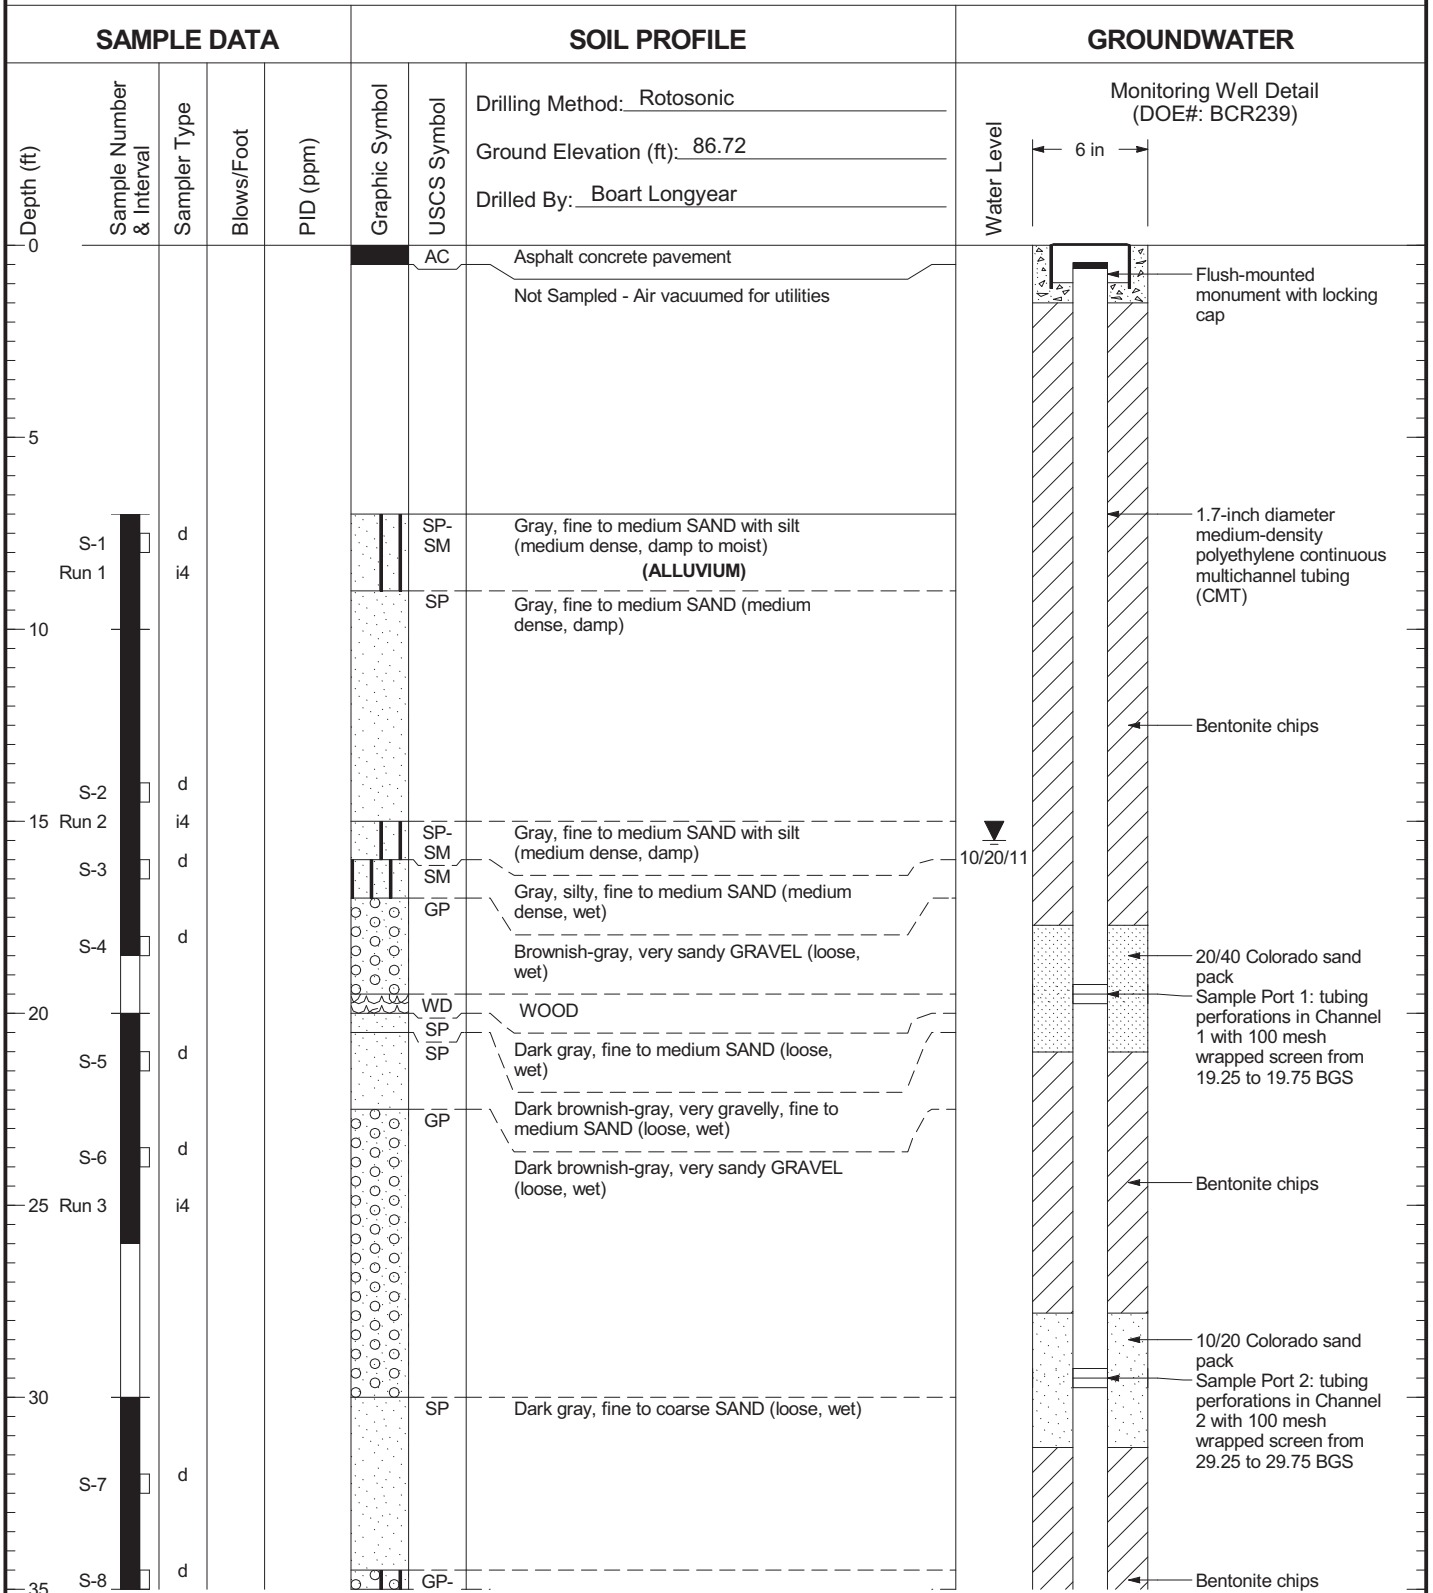 SAMPLE DATA
SOIL PROFILE
GROUNDWATER
Depth (ft)
Sample Number
& Interval
Sampler Type
Blows/Foot
PID (ppm)
Graphic Symbol
USCS Symbol
Drilling Method: Rotosonic
Ground Elevation (ft): 86.72
Drilled By: Boart Longyear
Water Level
Monitoring Well Detail
(DOE#: BCR239)
6 in
0
AC
Asphalt concrete pavement
Not Sampled - Air vacuumed for utilities
Flush-mounted
monument with locking
cap
5
S-1
d
Run 1
i4
SP-
SM
Gray, fine to medium SAND with silt
(medium dense, damp to moist)
(ALLUVIUM)
1.7-inch diameter
medium-density
polyethylene continuous
multichannel tubing
(CMT)
SP
Gray, fine to medium SAND (medium
dense, damp)
10
Bentonite chips
S-2
d
15
Run 2
i4
SP-
SM
Gray, fine to medium SAND with silt
(medium dense, damp)
10/20/11
S-3
d
SM
Gray, silty, fine to medium SAND (medium
dense, wet)
GP
S-4
d
Brownish-gray, very sandy GRAVEL (loose,
wet)
20/40 Colorado sand
pack
Sample Port 1: tubing
perforations in Channel
1 with 100 mesh
wrapped screen from
19.25 to 19.75 BGS
20
WD
WOOD
SP
Dark gray, fine to medium SAND (loose,
wet)
S-5
d
SP
Dark brownish-gray, very gravelly, fine to
medium SAND (loose, wet)
GP
S-6
d
Dark brownish-gray, very sandy GRAVEL
(loose, wet)
Bentonite chips
25
Run 3
i4
10/20 Colorado sand
pack
Sample Port 2: tubing
perforations in Channel
2 with 100 mesh
wrapped screen from
29.25 to 29.75 BGS
30
SP
Dark gray, fine to coarse SAND (loose, wet)
S-7
d
S-8
d
GP-
Bentonite chips
35